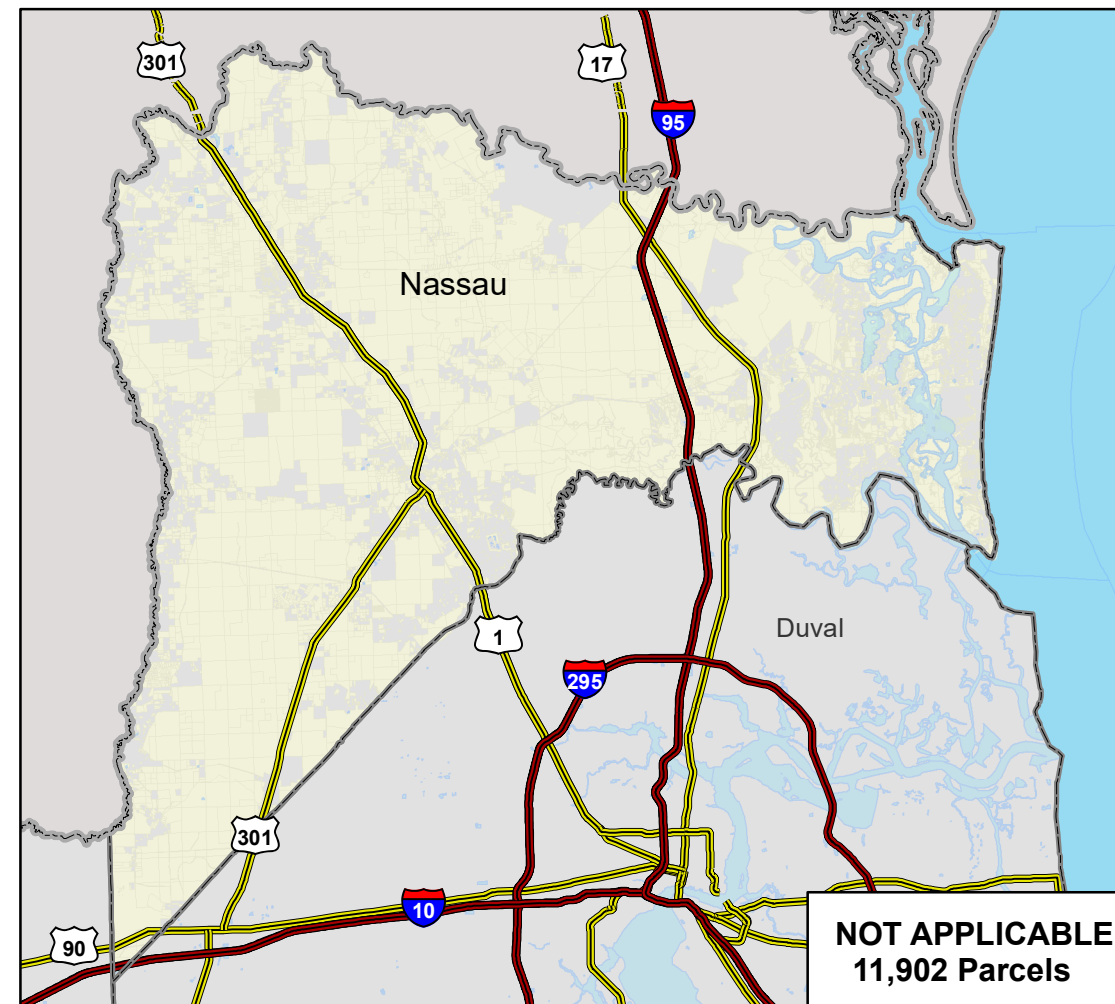 301
17
95
Nassau
1
Duval
295
301
10
90
NOT APPLICABLE
11,902 Parcels